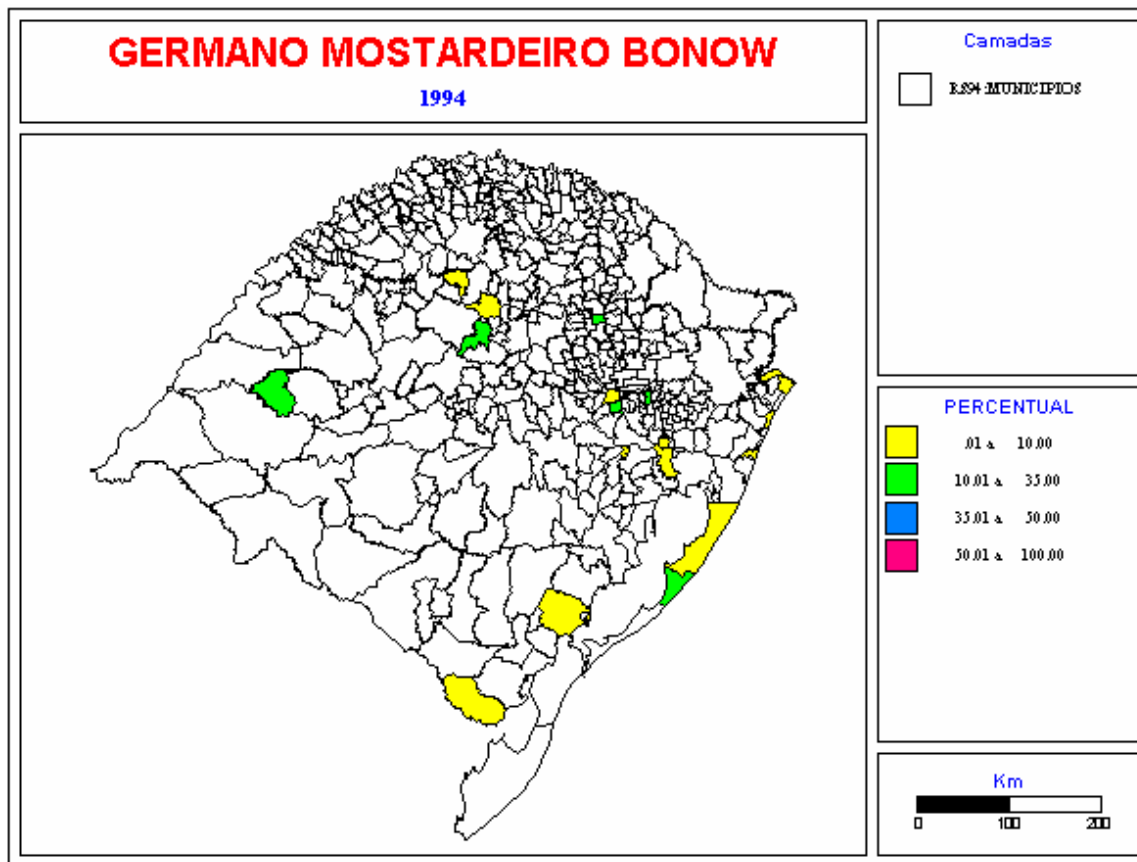 GERMANO MOSTARDEIRO BONOW
1994
Camadas
RS94:MUNICIPIOS
PERCENTUAL
.01 a 10.00
10.01 a 35.00
35.01 a 50.00
50.01 a 100.00
Km
0 100 200